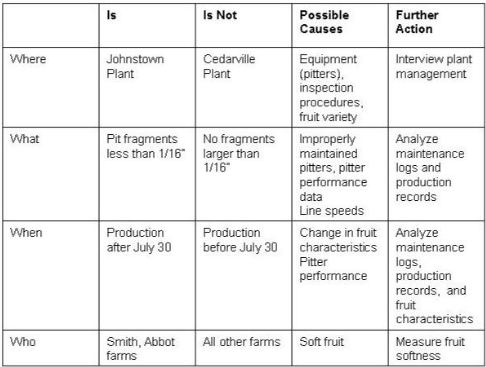 Is
Is Not
Possible
Causes
Further
Action
Where
Johnstown
Plant
Cedarville
Plant
Equipment
(pitters),
inspection
procedures,
fruit variety
Interview plant
management
What
Pit fragments
less than 1/16"
No fragments
larger than
1/16"
Improperly
maintained
pitters, pitter
performance
data
Line speeds
Analyze
maintenance
logs and
production
records
When
Production
after July 30
Production
before July 30
Change in fruit
characteristics
Pitter
performance
Analyze
maintenance
logs,
production
records, and
fruit
characteristics
Who
Smith, Abbot
farms
All other farms
Soft fruit
Measure fruit
softness